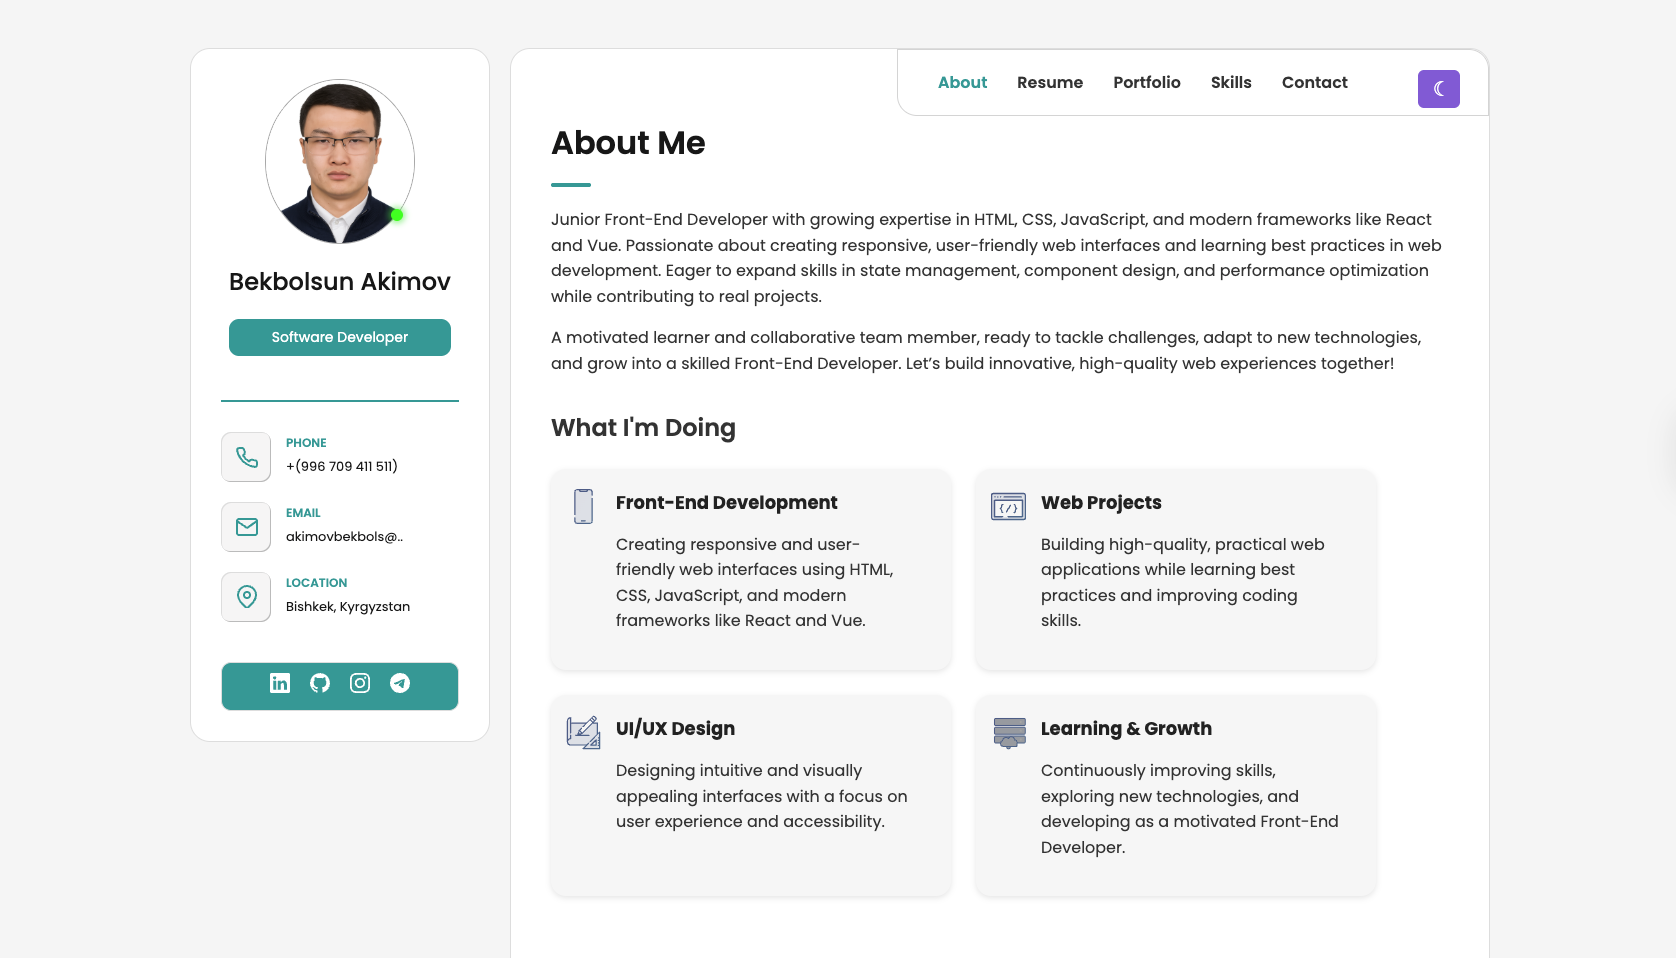 Bekbolsun Akimov
Software Developer
PHONE
+(996 709 411 511)
EMAIL
akimovbekbols@..
LOCATION
Bishkek, Kyrgyzstan
About Resume Portfolio Skills Contact
About Me
Junior Front-End Developer with growing expertise in HTML, CSS, JavaScript, and modern frameworks like React
and Vue. Passionate about creating responsive, user-friendly web interfaces and learning best practices in web
development. Eager to expand skills in state management, component design, and performance optimization
while contributing to real projects.
A motivated learner and collaborative team member, ready to tackle challenges, adapt to new technologies,
and grow into a skilled Front-End Developer. Let’s build innovative, high-quality web experiences together!
What I'm Doing
Front-End Development
Creating responsive and user-
friendly web interfaces using HTML,
CSS, JavaScript, and modern
frameworks like React and Vue.
Web Projects
Building high-quality, practical web
applications while learning best
practices and improving coding
skills.
UI/UX Design
Designing intuitive and visually
appealing interfaces with a focus on
user experience and accessibility.
Learning & Growth
Continuously improving skills,
exploring new technologies, and
developing as a motivated Front-End
Developer.